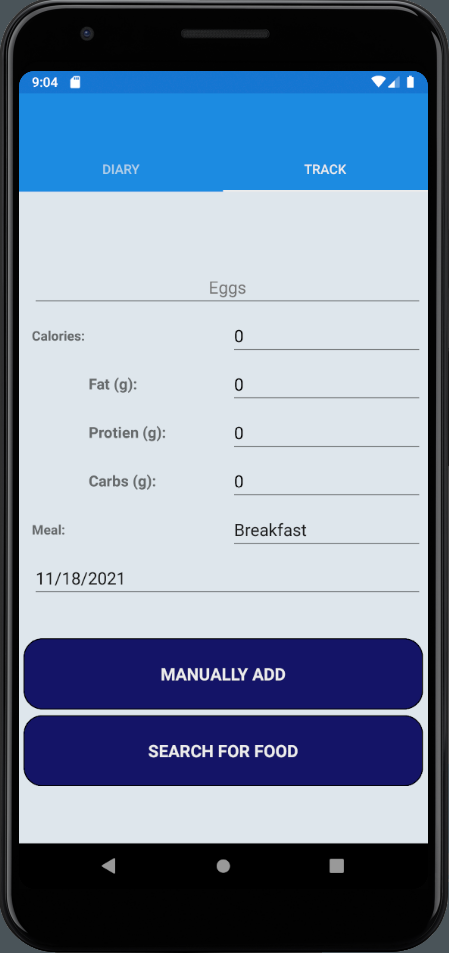 9:04
DIARY TRACK
Eggs
Calories: 0
Fat (g): 0
Protien (g): 0
Carbs (g): 0
Meal: Breakfast
11/18/2021
MANUALLY ADD
SEARCH FOR FOOD